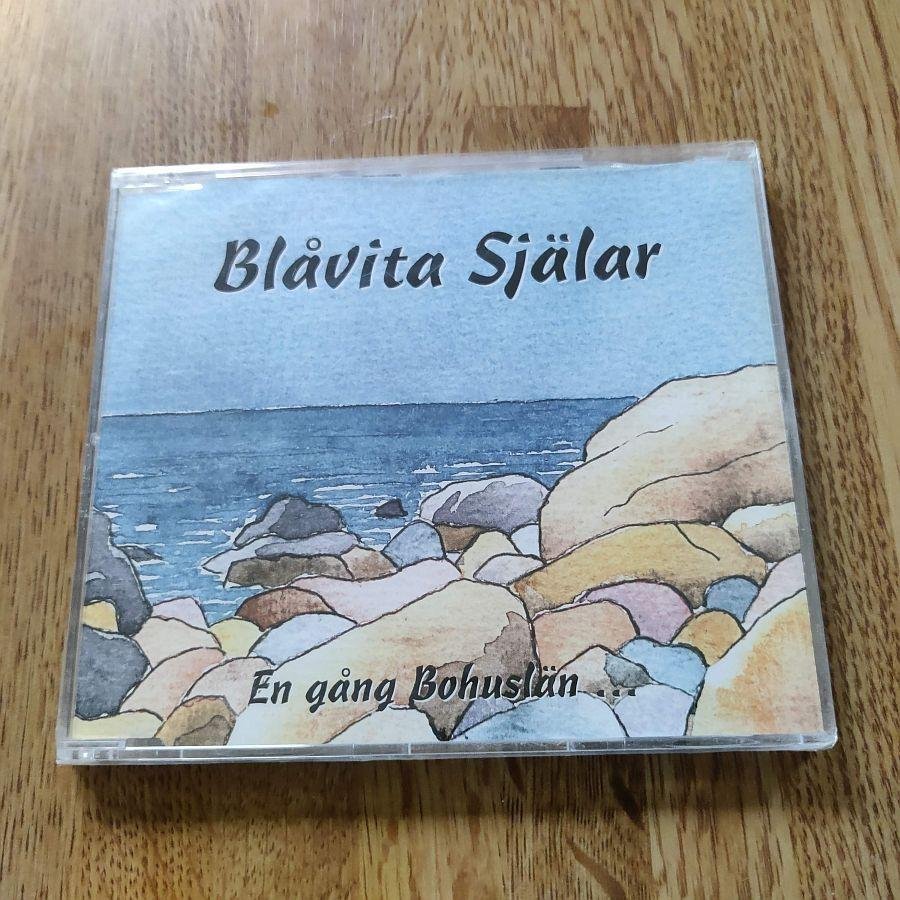 Blåvita Själar
En gång Bohuslän ...